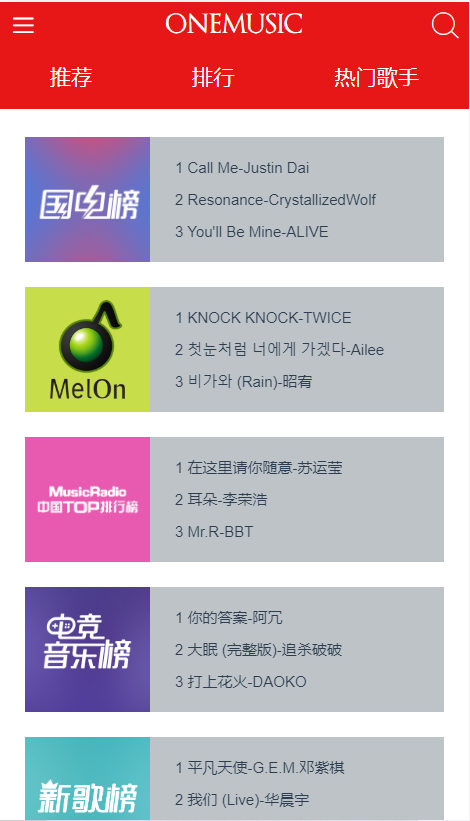 ONEMUSIC
推荐
排行
热门歌手
国电榜
1 Call Me-Justin Dai
2 Resonance-CrystallizedWolf
3 You'll Be Mine-ALIVE
MelOn
1 KNOCK KNOCK-TWICE
2 첫눈처럼 너에게 가겠다-Ailee
3 비가와 (Rain)-昭宥
MusicRadio
中国TOP排行榜
1 在这里请你随意-苏运莹
2 耳朵-李荣浩
3 Mr.R-BBT
电竞
音乐榜
1 你的答案-阿冗
2 大眠 (完整版)-追杀破破
3 打上花火-DAOKO
新歌榜
1 平凡天使-G.E.M.邓紫棋
2 我们 (Live)-华晨宇